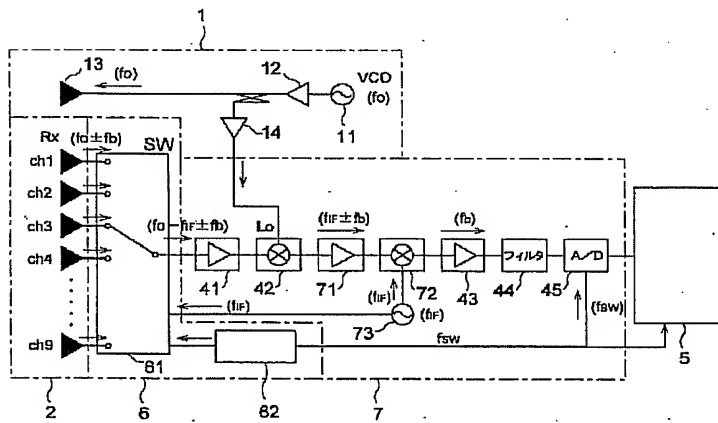 1
13
(fo)
12
VCD
(fo)
14
11
Rx
(fo±fb)
SW
ch1
ch2
ch3
ch4
ch9
(fo-fIF±fb)
Lo
(fIF±fb)
(fb)
41
42
71
72
43
フィルタ
44
A/D
45
(fIF)
(fIF)
73
(fIF)
(fsw)
fsw
61
62
5
2
6
7